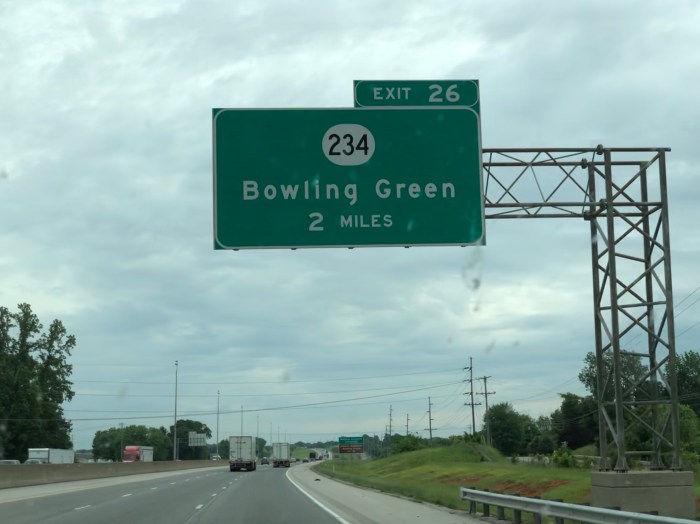 EXIT 26
234
Bowling Green
2 MILES